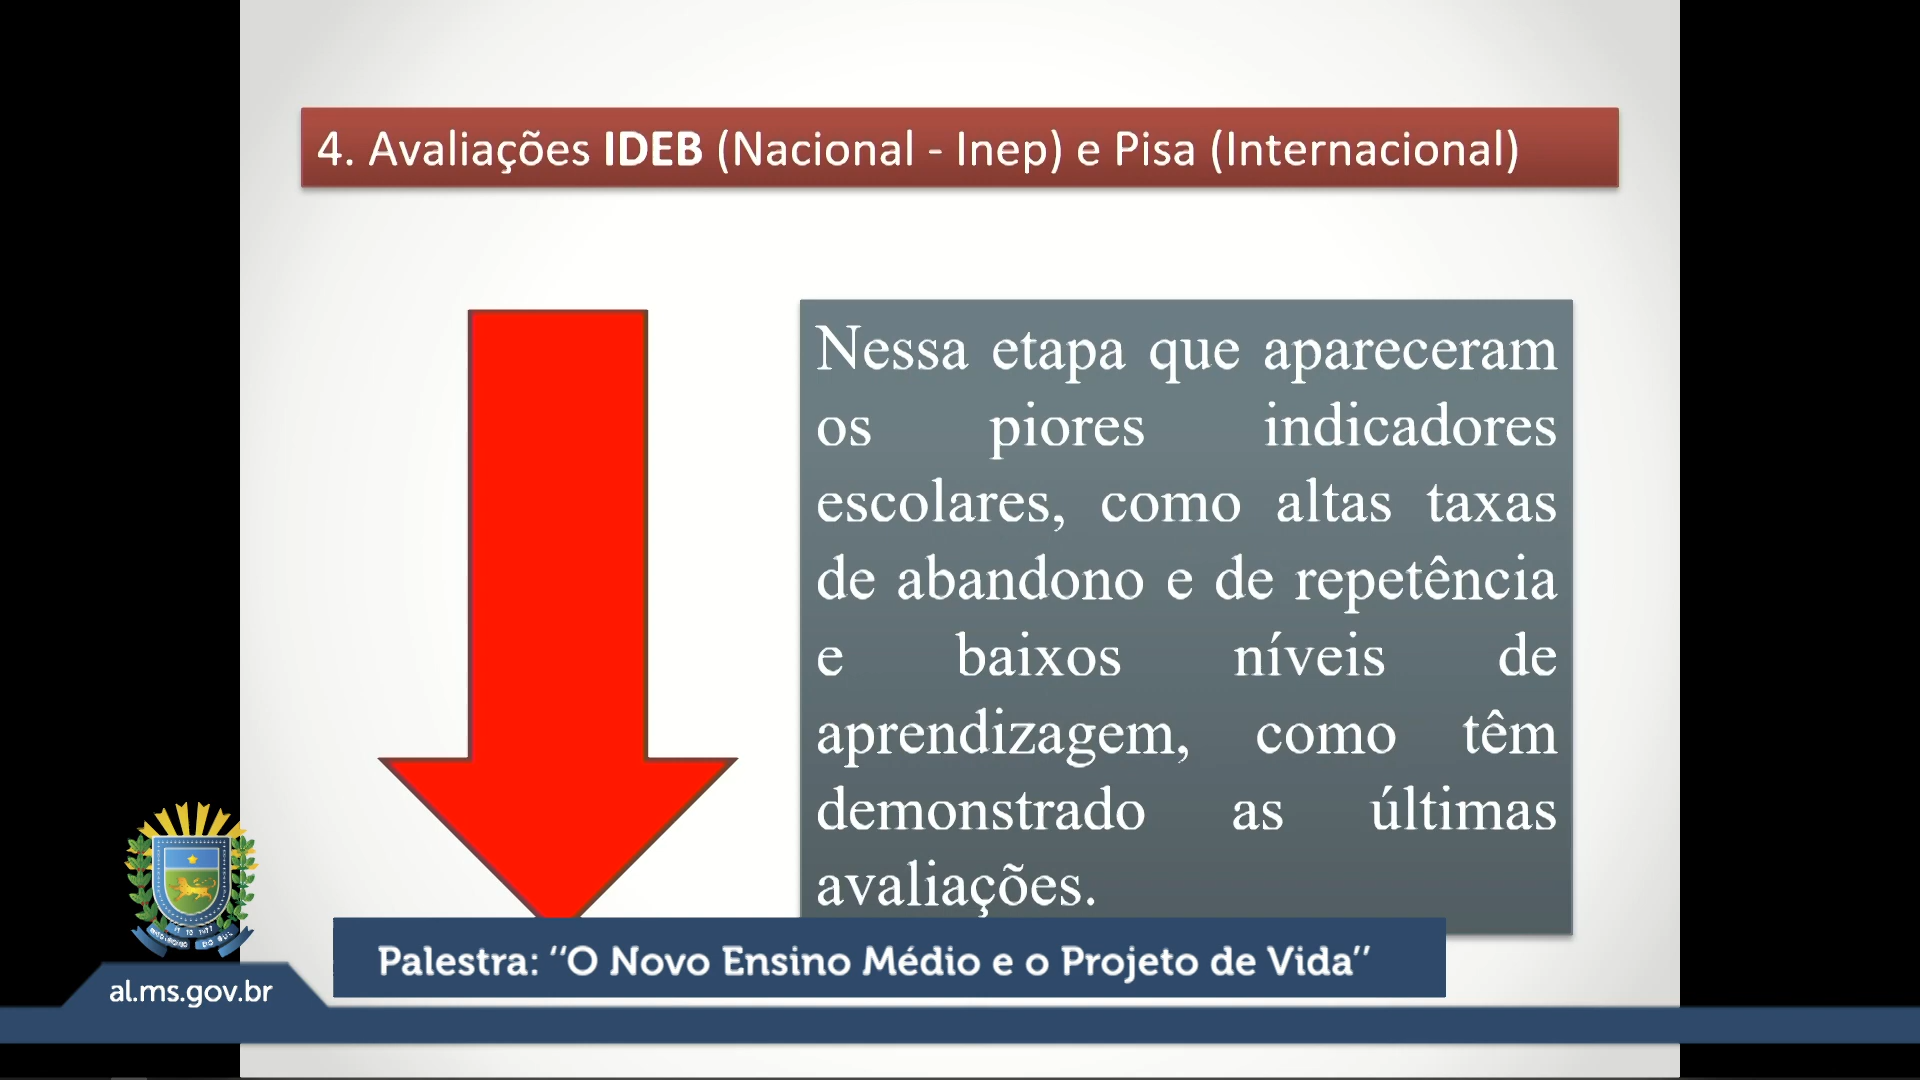 4. Avaliações IDEB (Nacional - Inep) e Pisa (Internacional)
Nessa etapa que apareceram
os piores indicadores
escolares, como altas taxas
de abandono e de repetência
e baixos níveis de
aprendizagem, como têm
demonstrado as últimas
avaliações.
Palestra: ‘‘O Novo Ensino Médio e o Projeto de Vida’’
al.ms.gov.br